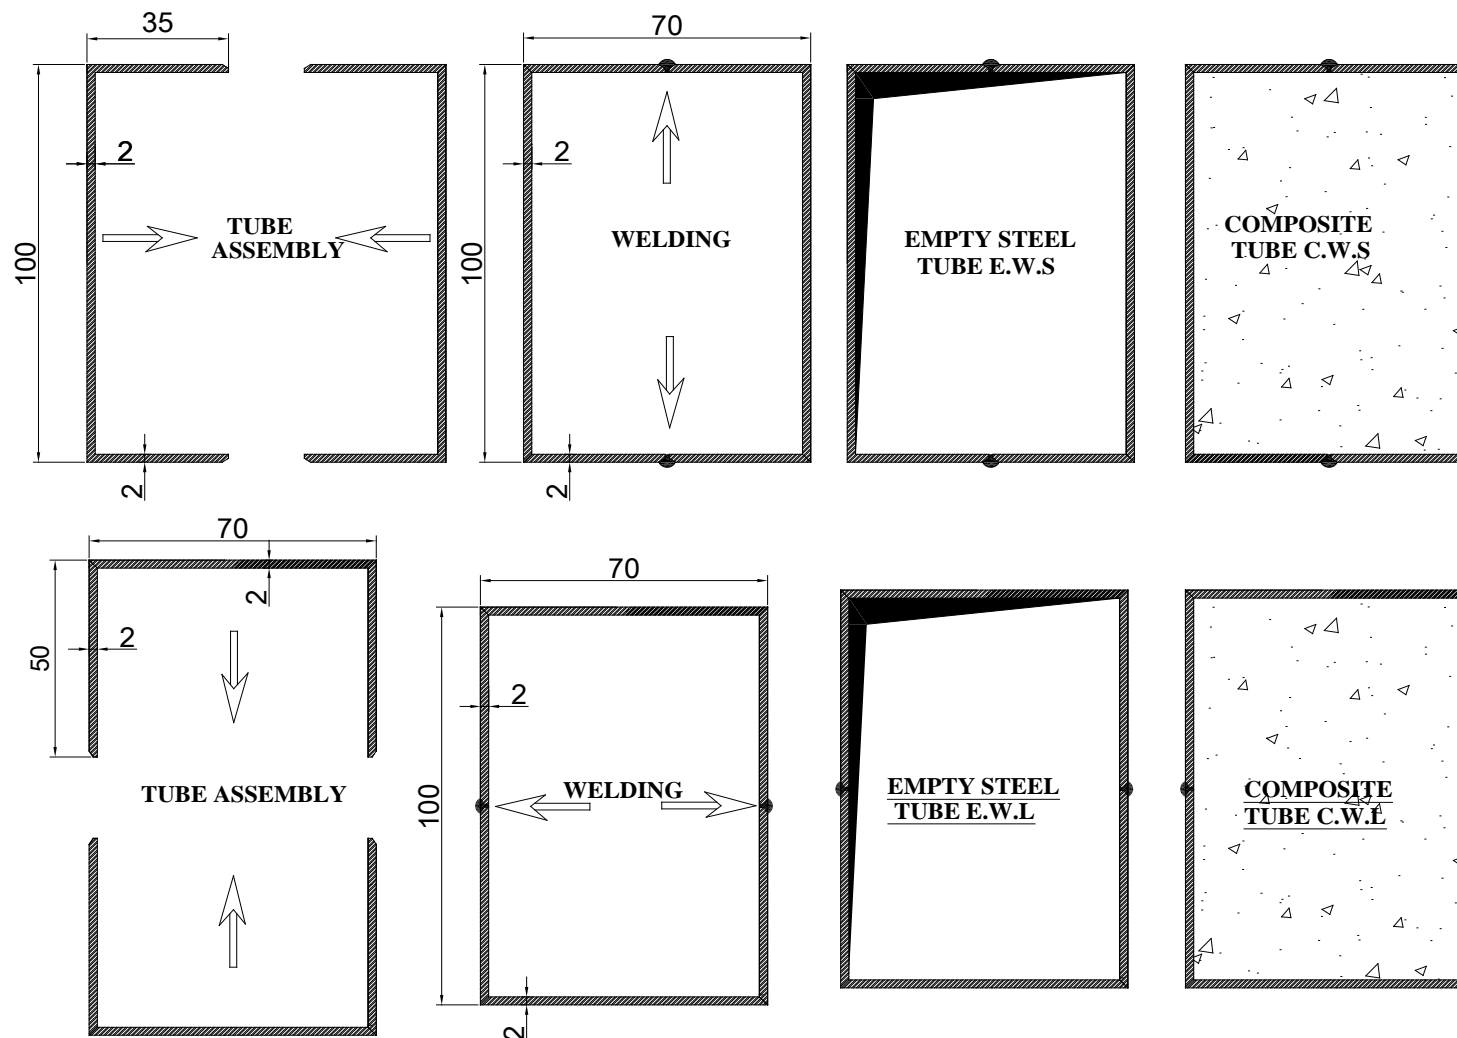 35
70
2
2
100
100
TUBE
ASSEMBLY
WELDING
EMPTY STEEL
TUBE E.W.S
COMPOSITE
TUBE C.W.S
2
2
70
70
2
50
2
2
100
TUBE ASSEMBLY
WELDING
EMPTY STEEL
TUBE E.W.L
COMPOSITE
TUBE C.W.L
2